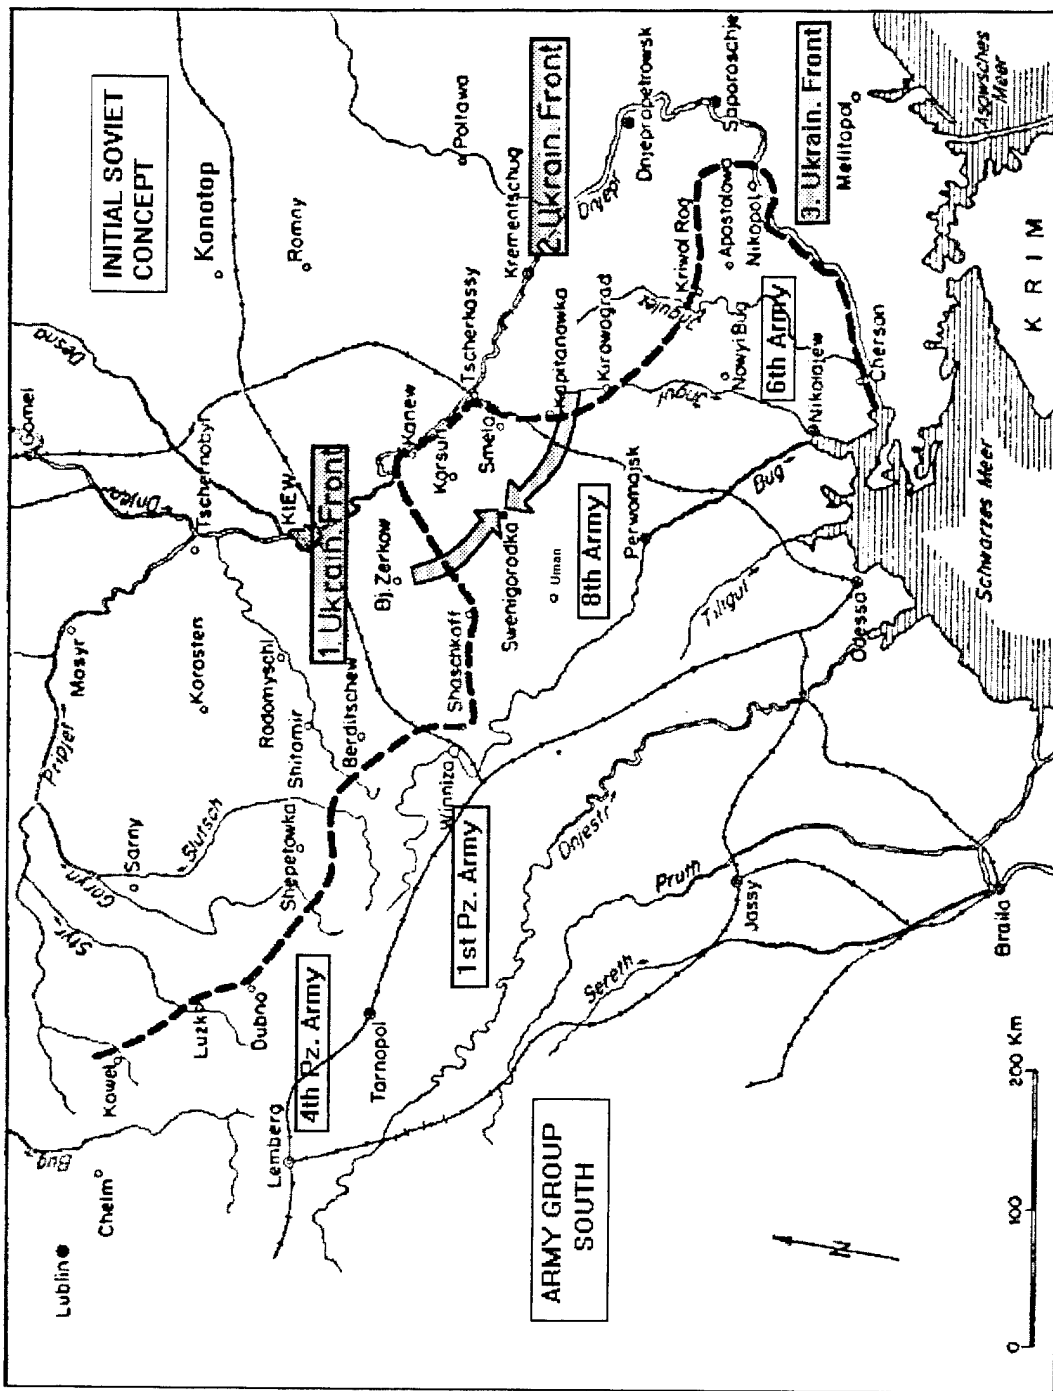 Lublin
Chelm
Bug
Kowel
Luzk
Dubno
Styr
Goryn
Sarny
Slutsch
Pripjet
Mosyr
Gomel
Dnjepr
Desna
INITIAL SOVIET
CONCEPT
Konotop
Romny
Tschernobyl
Korosten
Radomyschl
Shitomir
Shepetowka
Berditschew
KIEW
1. Ukrain. Front
4th Pz. Army
Lemberg
Tarnopol
1st Pz. Army
Winniza
Shaschkoff
Bj. Zerkow
Kanew
Korsun
Smela
Tscherkassy
Krementschug
Poltawa
2. Ukrain. Front
Swenigorodka
Kapitanowka
Uman
8th Army
Kirowograd
Dnjepr
Dnjepropetrowsk
Saporoschje
Kriwoi Rog
Ingulez
Apostolowo
Nikopol
3. Ukrain. Front
Melitopol
ARMY GROUP
SOUTH
Dnjestr
Pruth
Sereth
Jassy
Perwomajsk
Bug
Tiligul
Ingul
Nowyi Bug
6th Army
Nikolajew
Cherson
Odessa
Braila
Schwarzes Meer
Asowsches
Meer
KRIM
N
0
100
200 Km